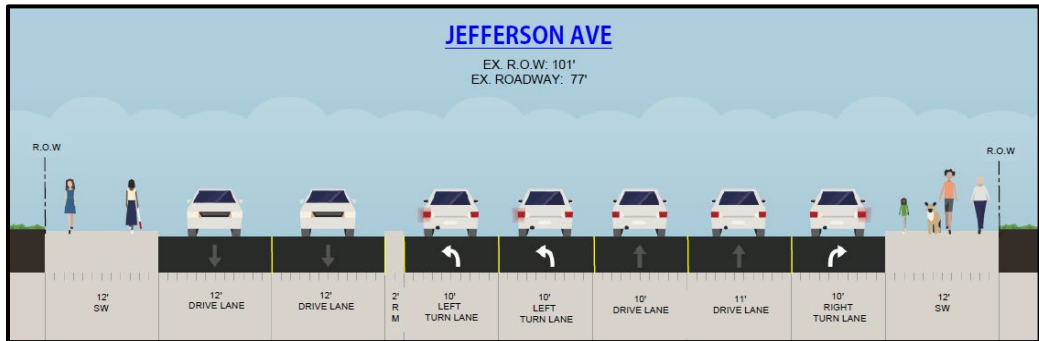 JEFFERSON AVE
EX. R.O.W: 101'
EX. ROADWAY: 77'
R.O.W
R.O.W
12'
SW
12'
DRIVE LANE
12'
DRIVE LANE
2'
R
M
10'
LEFT
TURN LANE
10'
LEFT
TURN LANE
10'
DRIVE LANE
11'
DRIVE LANE
10'
RIGHT
TURN LANE
12'
SW